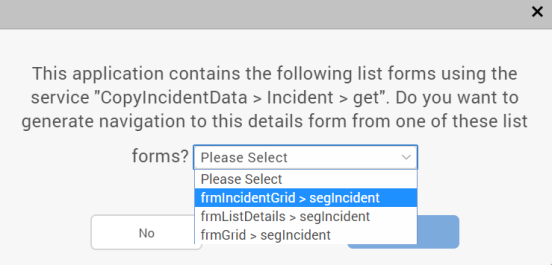 This application contains the following list forms using the
service "CopyIncidentData > Incident > get". Do you want to
generate navigation to this details form from one of these list
forms? Please Select
Please Select
frmIncidentGrid > segIncident
frmListDetails > segIncident
frmGrid > segIncident
No